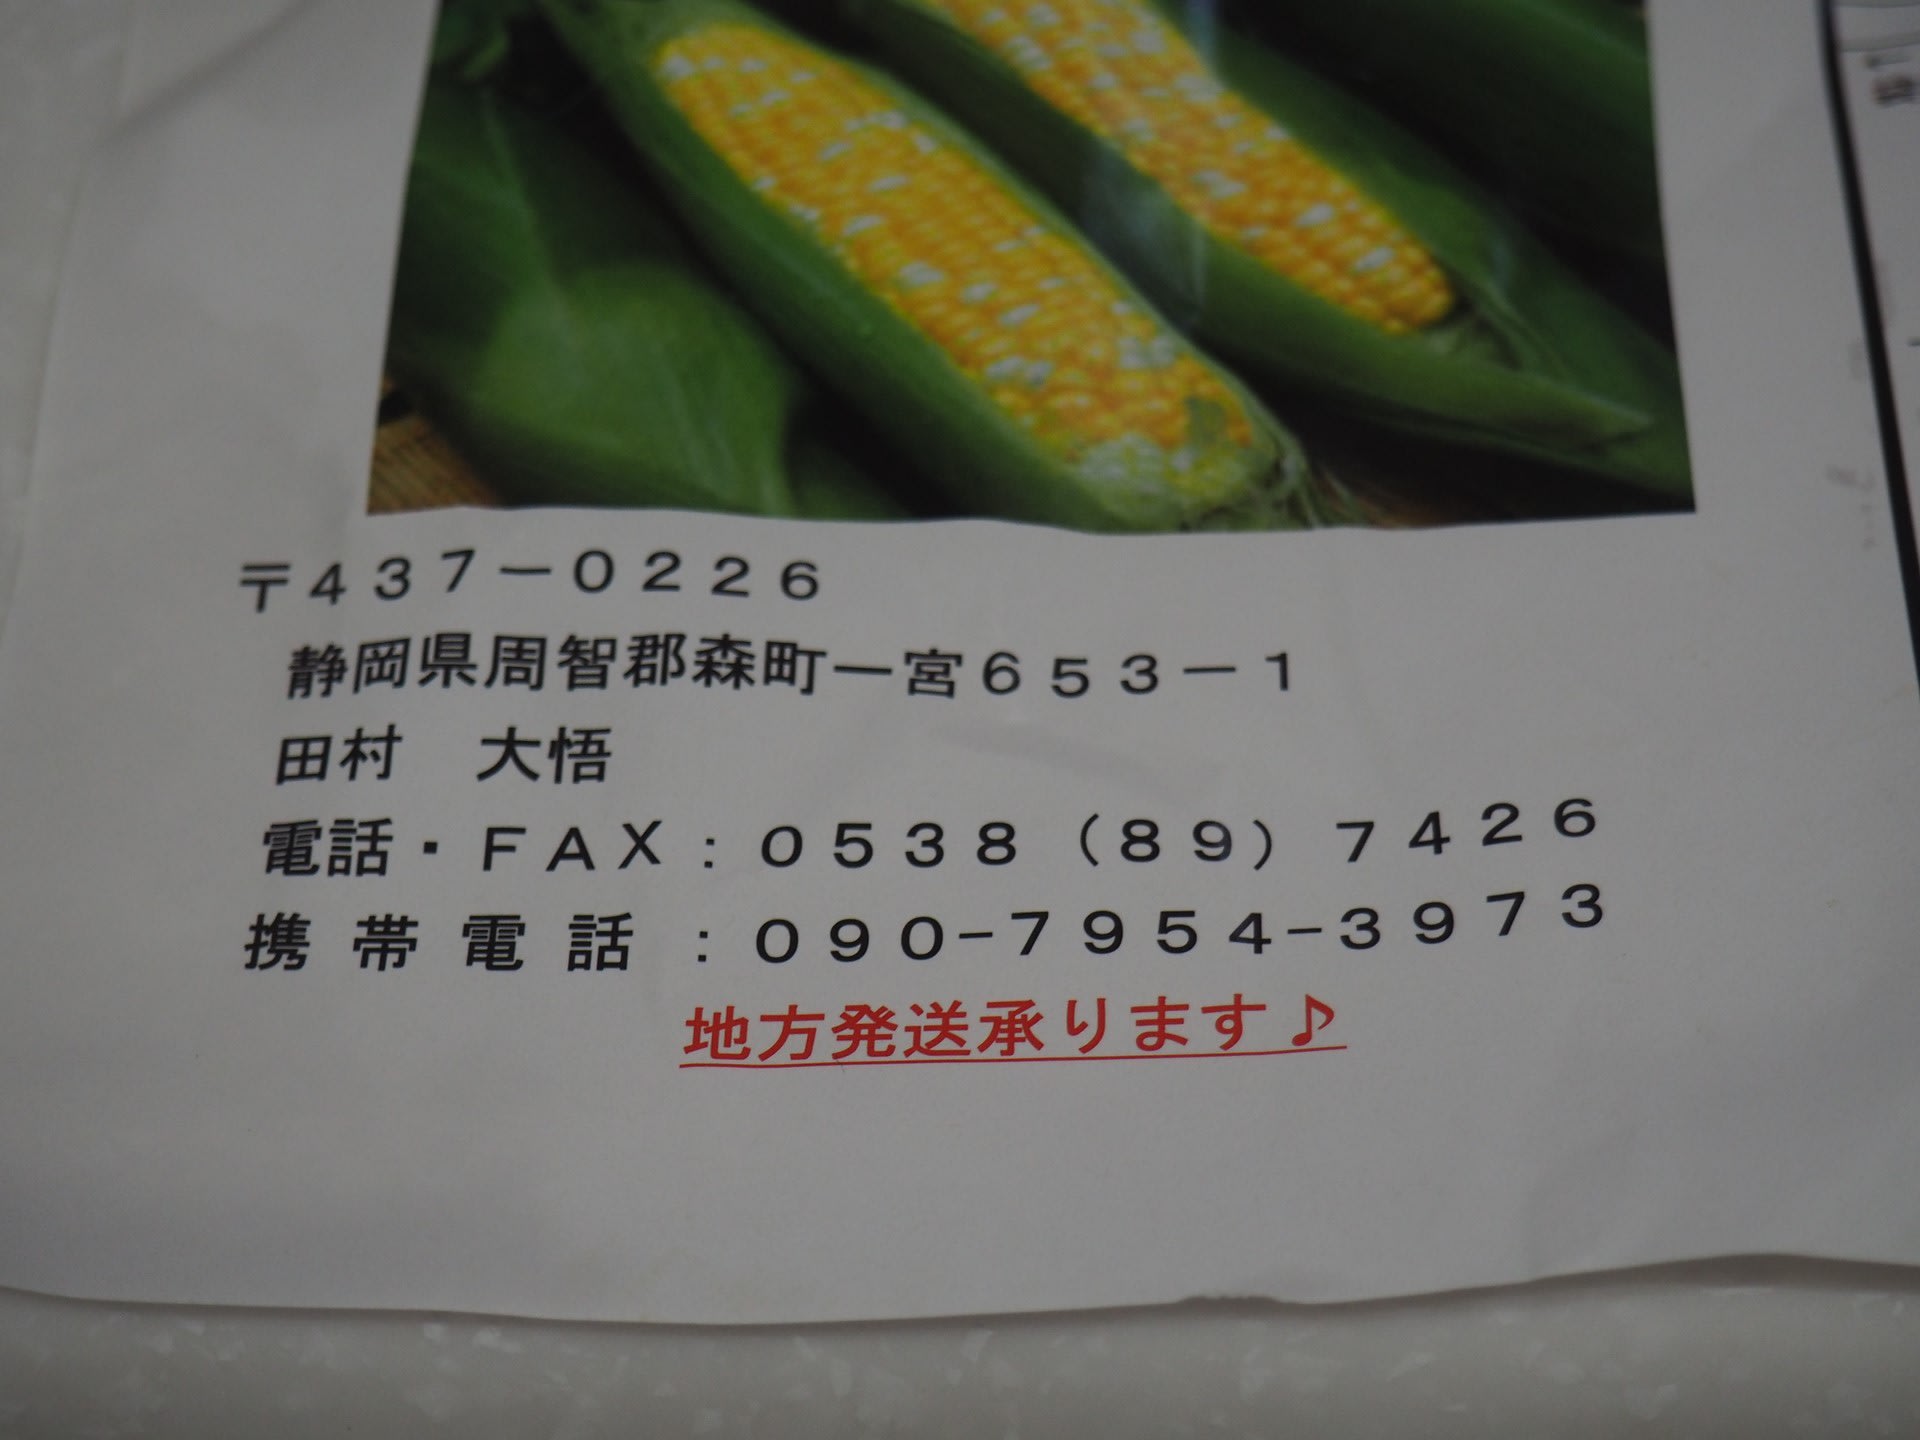 〒４３７－０２２６
静岡県周智郡森町一宮６５３－１
田村　大悟
電話・ＦＡＸ：０５３８（８９）７４２６
携帯電話：０９０－７９５４－３９７３
地方発送承ります♪